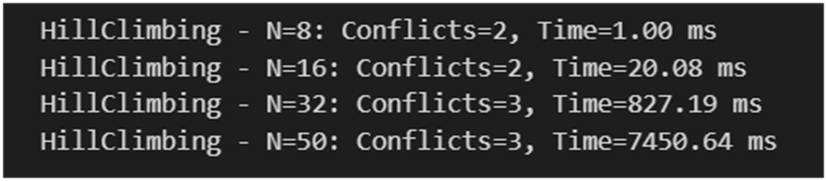 HillClimbing - N=8: Conflicts=2, Time=1.00 ms
HillClimbing - N=16: Conflicts=2, Time=20.08 ms
HillClimbing - N=32: Conflicts=3, Time=827.19 ms
HillClimbing - N=50: Conflicts=3, Time=7450.64 ms